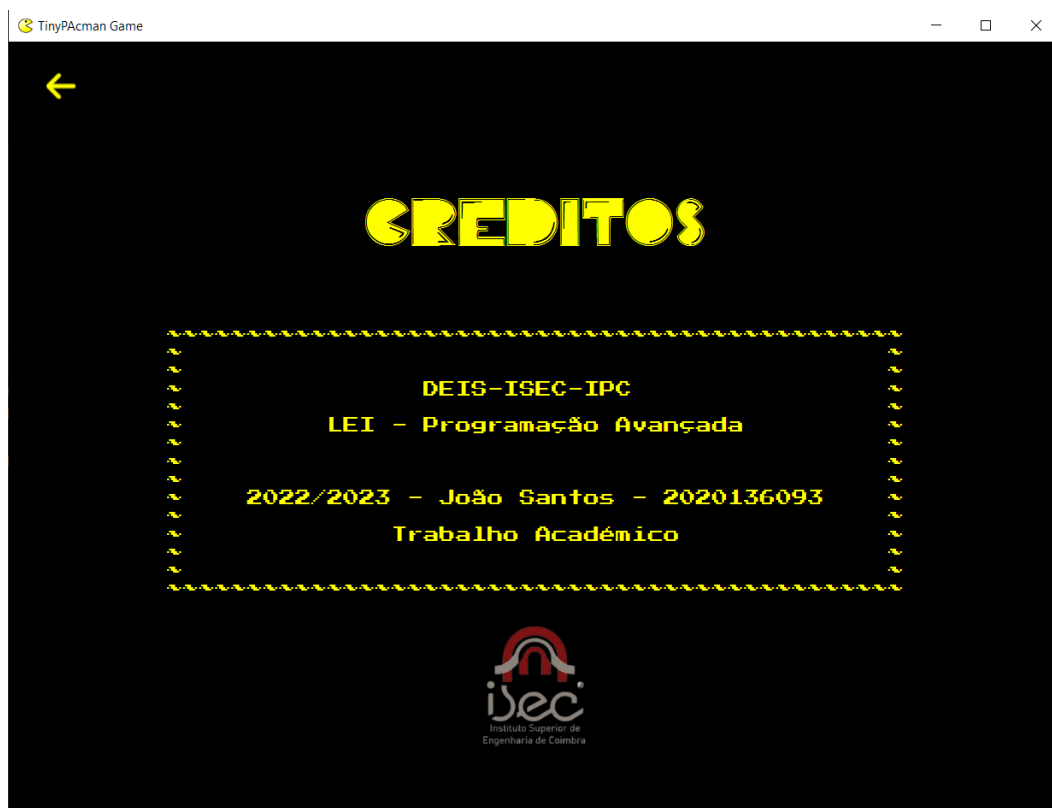 TinyPAcman Game
CREDITOS
DEIS-ISEC-IPC
LEI - Programação Avançada
2022/2023 - João Santos - 2020136093
Trabalho Académico
isec
Instituto Superior de
Engenharia de Coimbra